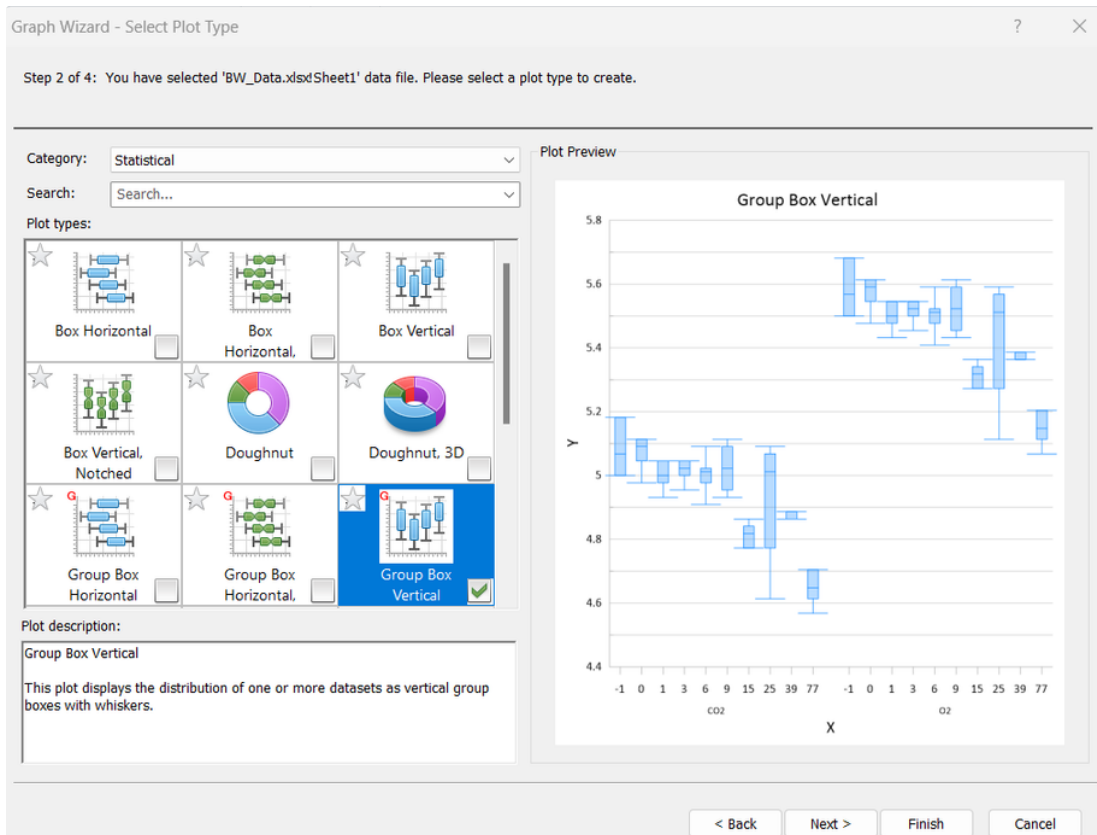 Graph Wizard - Select Plot Type
?
Step 2 of 4: You have selected 'BW_Data.xlsx!Sheet1' data file. Please select a plot type to create.
Category:
Statistical
Search:
Search...
Plot types:
Box Horizontal
Box
Horizontal,
Box Vertical
Box Vertical,
Notched
Doughnut
Doughnut, 3D
G
Group Box
Horizontal
G
Group Box
Horizontal,
G
Group Box
Vertical
Plot description:
Group Box Vertical
This plot displays the distribution of one or more datasets as vertical group
boxes with whiskers.
Plot Preview
Group Box Vertical
5.8
5.6
5.4
5.2
5
4.8
4.6
4.4
Y
-1 0 1 3 6 9 15 25 39 77 -1 0 1 3 6 9 15 25 39 77
CO2 O2
X
< Back Next > Finish Cancel